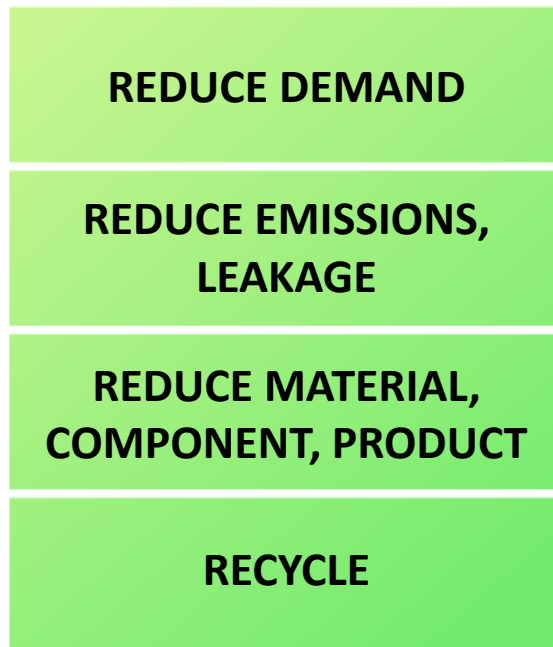 REDUCE DEMAND
REDUCE EMISSIONS,
LEAKAGE
REDUCE MATERIAL,
COMPONENT, PRODUCT
RECYCLE